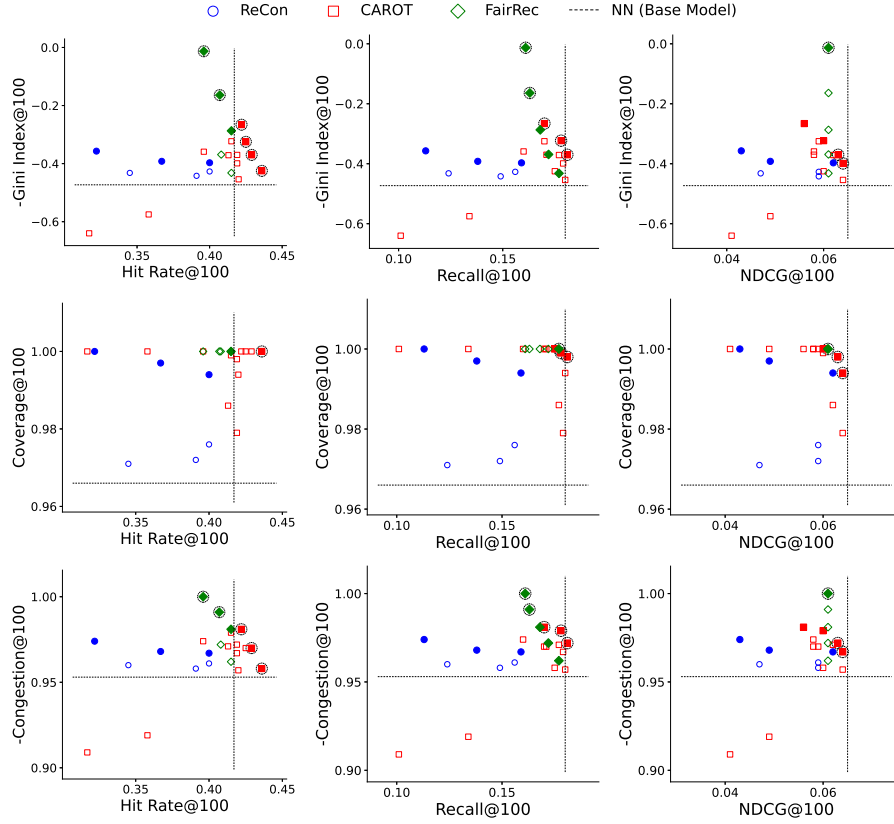 ReCon CAROT FairRec NN (Base Model)
-Gini Index@100
0.0
−0.2
−0.4
−0.6
0.35 0.40 0.45
Hit Rate@100
-Gini Index@100
0.0
−0.2
−0.4
−0.6
0.10 0.15
Recall@100
-Gini Index@100
0.0
−0.2
−0.4
−0.6
0.04 0.06
NDCG@100
Coverage@100
1.00
0.98
0.96
0.35 0.40 0.45
Hit Rate@100
Coverage@100
1.00
0.98
0.96
0.10 0.15
Recall@100
Coverage@100
1.00
0.98
0.96
0.04 0.06
NDCG@100
-Congestion@100
1.00
0.95
0.90
0.35 0.40 0.45
Hit Rate@100
-Congestion@100
1.00
0.95
0.90
0.10 0.15
Recall@100
-Congestion@100
1.00
0.95
0.90
0.04 0.06
NDCG@100